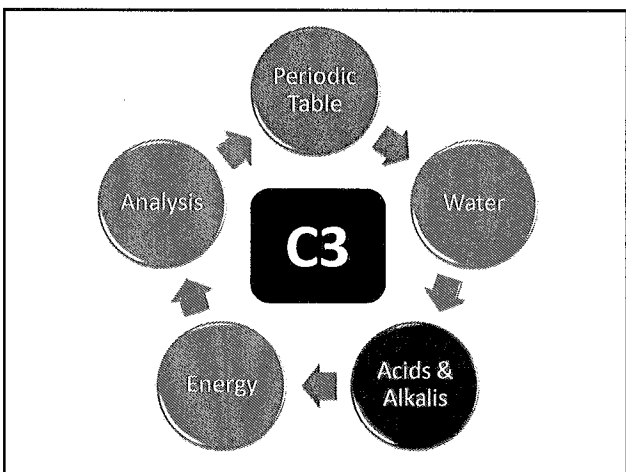 Periodic
Table
Water
Acids &
Alkalis
Energy
Analysis
C3